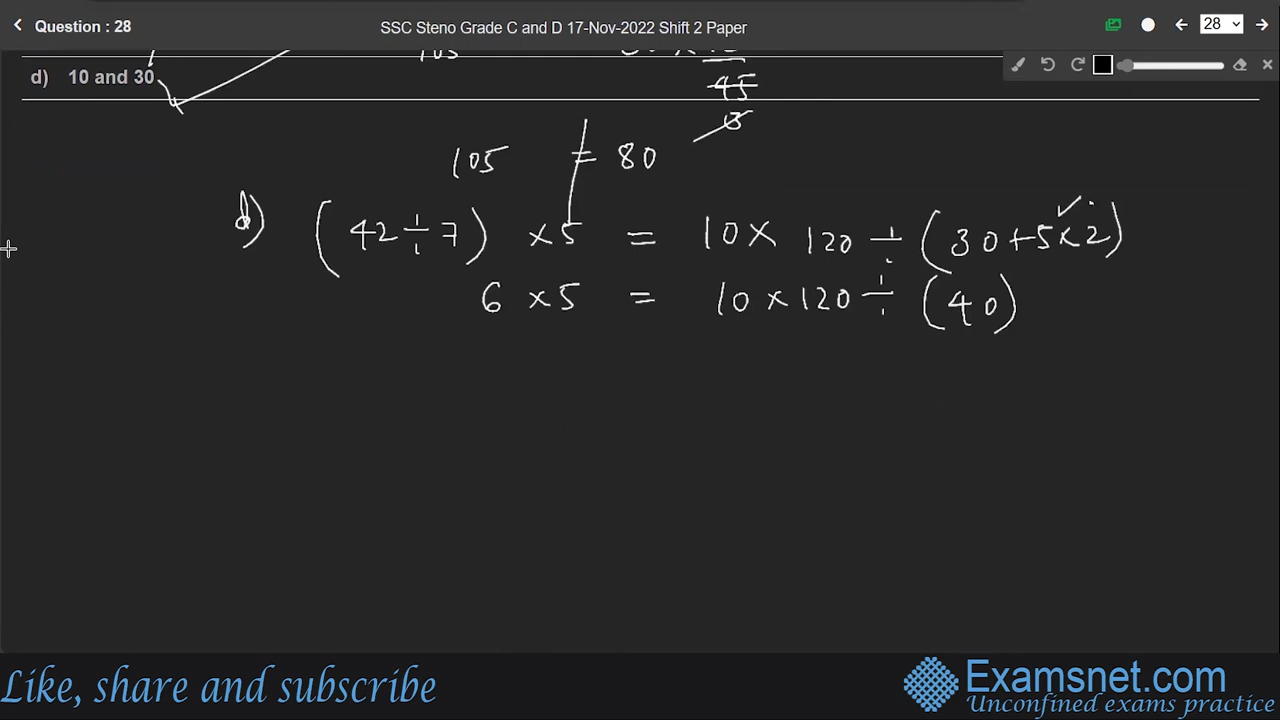 Question : 28
SSC Steno Grade C and D 17-Nov-2022 Shift 2 Paper
28
105
d) 10 and 30
45
105 = 80
d) (42 ÷ 7) × 5 = 10 × 120 ÷ (30 + 5 × 2)
6 × 5 = 10 × 120 ÷ (40)
Like, share and subscribe
Examsnet.com
Unconfined exams practice